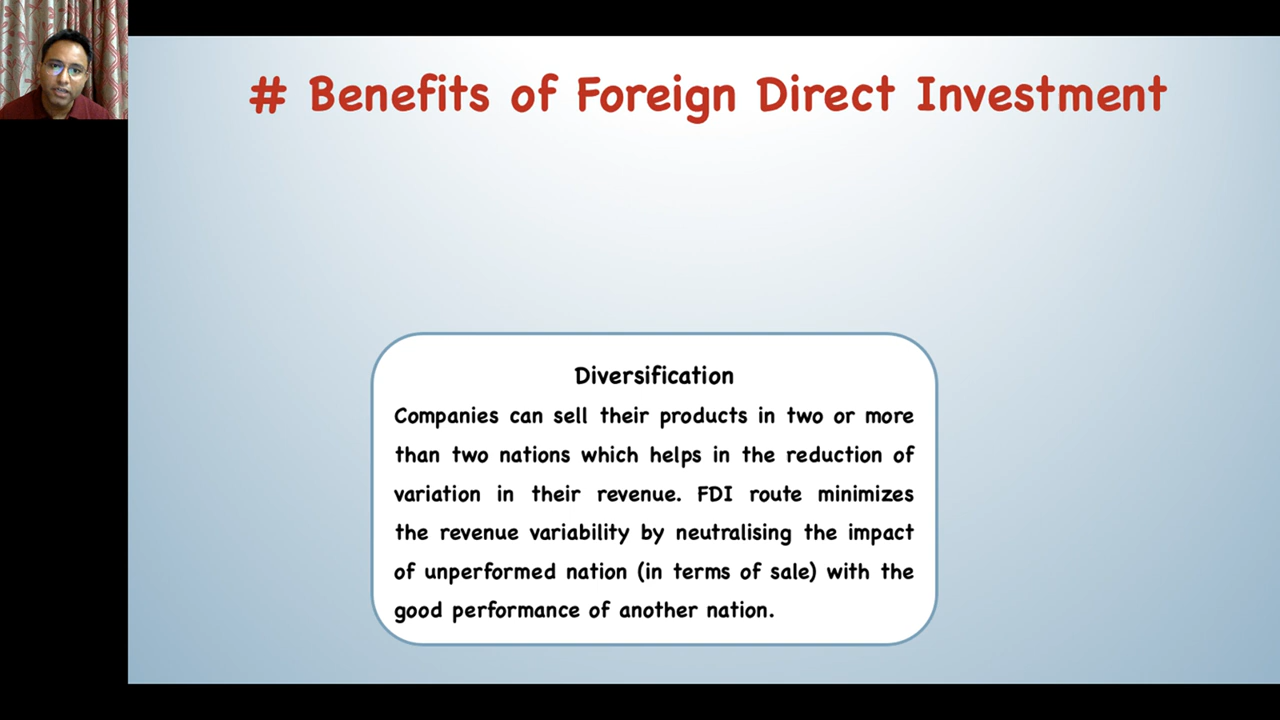 # Benefits of Foreign Direct Investment
Diversification
Companies can sell their products in two or more
than two nations which helps in the reduction of
variation in their revenue. FDI route minimizes
the revenue variability by neutralising the impact
of unperformed nation (in terms of sale) with the
good performance of another nation.